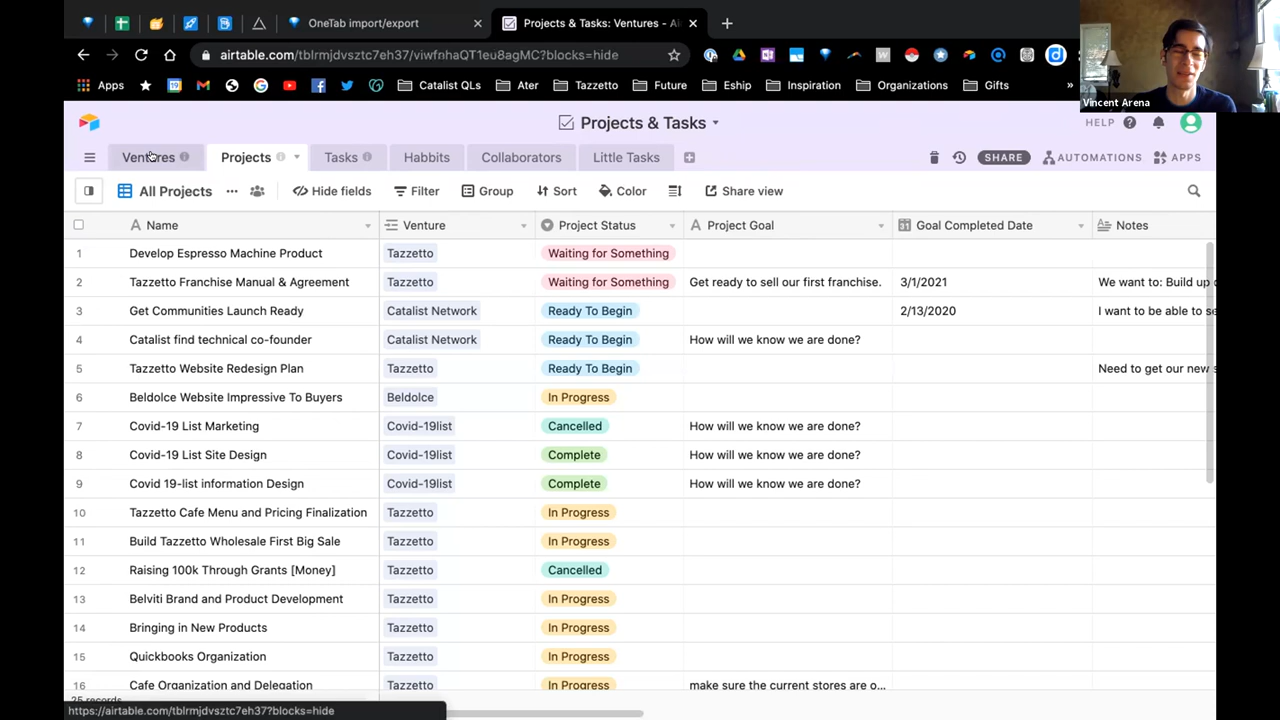 OneTab import/export
Projects & Tasks: Ventures - Ai
airtable.com/tblrmjdvsztc7eh37/viwfnhaQT1eu8agMC?blocks=hide
Apps
Catalist QLs
Ater
Tazzetto
Future
Eship
Inspiration
Organizations
Gifts
»
Vincent Arena
Projects & Tasks
HELP
Ventures
Projects
Tasks
Habbits
Collaborators
Little Tasks
SHARE
AUTOMATIONS
APPS
All Projects
Hide fields
Filter
Group
Sort
Color
Share view
Name Venture Project Status Project Goal Goal Completed Date Notes
1 Develop Espresso Machine Product Tazzetto Waiting for Something
2 Tazzetto Franchise Manual & Agreement Tazzetto Waiting for Something Get ready to sell our first franchise. 3/1/2021 We want to: Build up
3 Get Communities Launch Ready Catalist Network Ready To Begin 2/13/2020 I want to be able to se
4 Catalist find technical co-founder Catalist Network Ready To Begin How will we know we are done?
5 Tazzetto Website Redesign Plan Tazzetto Ready To Begin Need to get our new s
6 Beldolce Website Impressive To Buyers Beldolce In Progress
7 Covid-19 List Marketing Covid-19list Cancelled How will we know we are done?
8 Covid-19 List Site Design Covid-19list Complete How will we know we are done?
9 Covid 19-list information Design Covid-19list Complete How will we know we are done?
10 Tazzetto Cafe Menu and Pricing Finalization Tazzetto In Progress
11 Build Tazzetto Wholesale First Big Sale Tazzetto In Progress
12 Raising 100k Through Grants [Money] Tazzetto Cancelled
13 Belviti Brand and Product Development Tazzetto In Progress
14 Bringing in New Products Tazzetto In Progress
15 Quickbooks Organization Tazzetto In Progress
16 Cafe Organization and Delegation Tazzetto In Progress make sure the current stores are o...
25 records
https://airtable.com/tblrmjdvsztc7eh37?blocks=hide